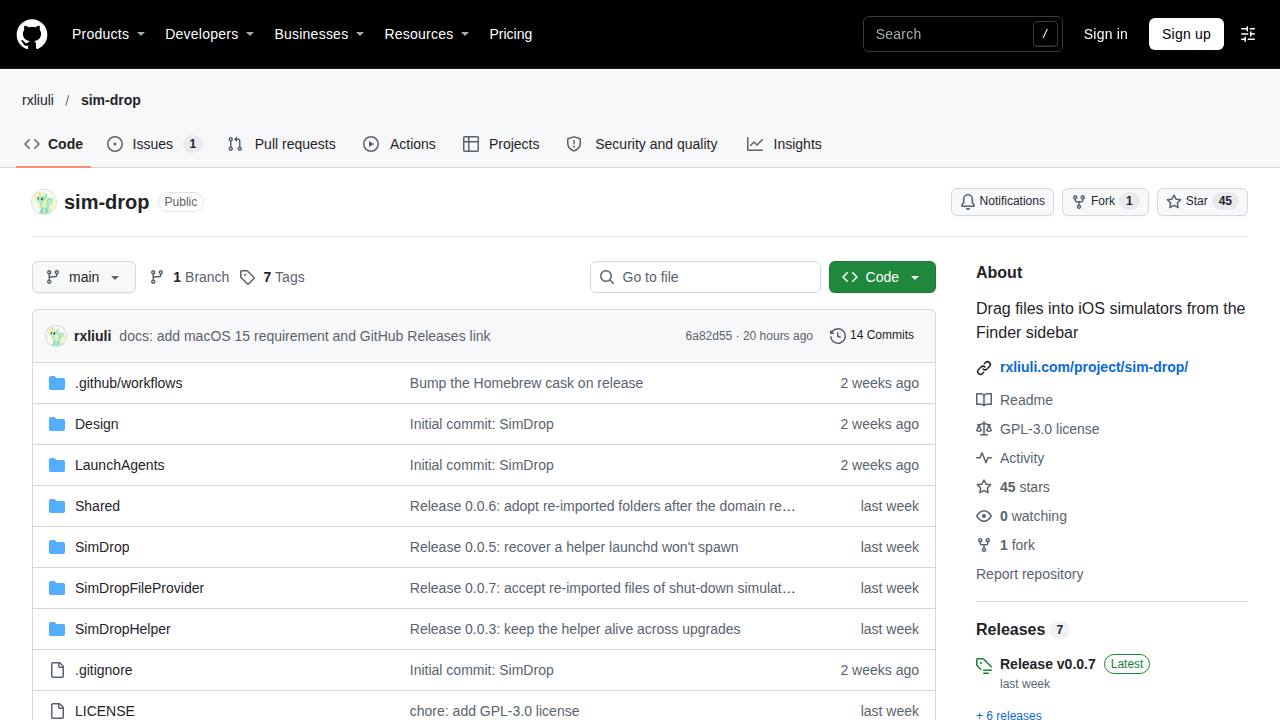 Products Developers Businesses Resources Pricing Search / Sign in Sign up
rxliuli / sim-drop
Code Issues 1 Pull requests Actions Projects Security and quality Insights
sim-drop Public Notifications Fork 1 Star 45
main 1 Branch 7 Tags Go to file Code
rxliuli docs: add macOS 15 requirement and GitHub Releases link 6a82d55 · 20 hours ago 14 Commits
.github/workflows Bump the Homebrew cask on release 2 weeks ago
Design Initial commit: SimDrop 2 weeks ago
LaunchAgents Initial commit: SimDrop 2 weeks ago
Shared Release 0.0.6: adopt re-imported folders after the domain re… last week
SimDrop Release 0.0.5: recover a helper launchd won't spawn last week
SimDropFileProvider Release 0.0.7: accept re-imported files of shut-down simulat… last week
SimDropHelper Release 0.0.3: keep the helper alive across upgrades last week
.gitignore Initial commit: SimDrop 2 weeks ago
LICENSE chore: add GPL-3.0 license last week
About
Drag files into iOS simulators from the
Finder sidebar
rxliuli.com/project/sim-drop/
Readme
GPL-3.0 license
Activity
45 stars
0 watching
1 fork
Report repository
Releases 7
Release v0.0.7 Latest
last week
+ 6 releases